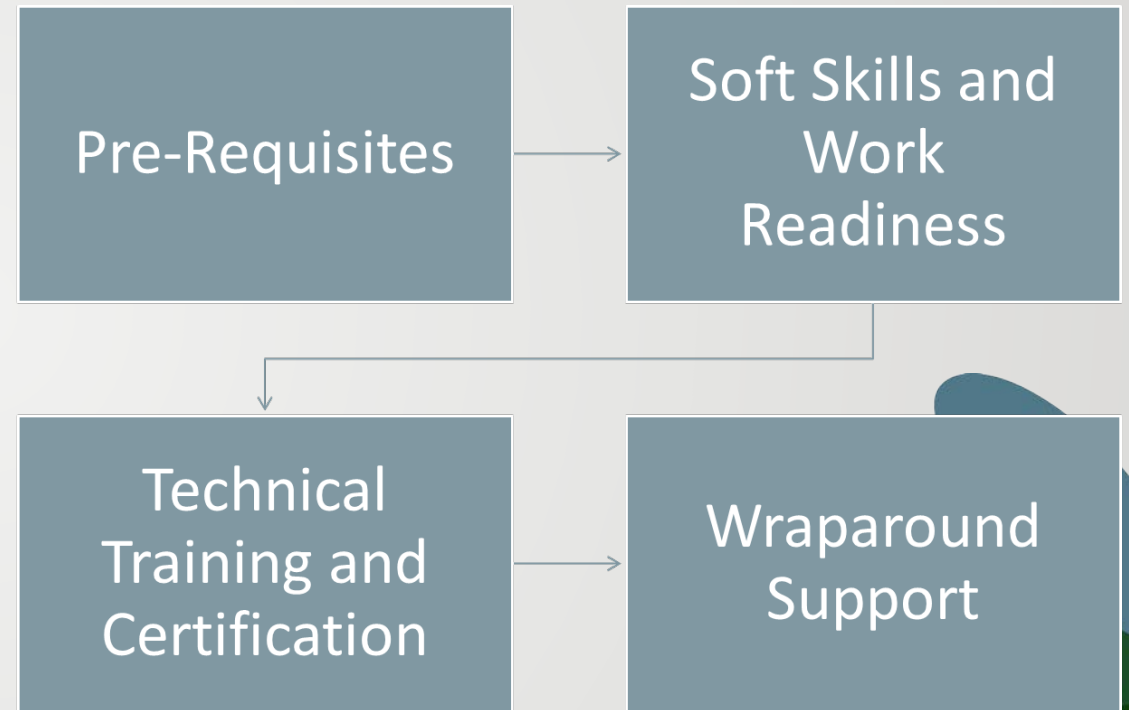 Pre-Requisites
Soft Skills and
Work
Readiness
Technical
Training and
Certification
Wraparound
Support